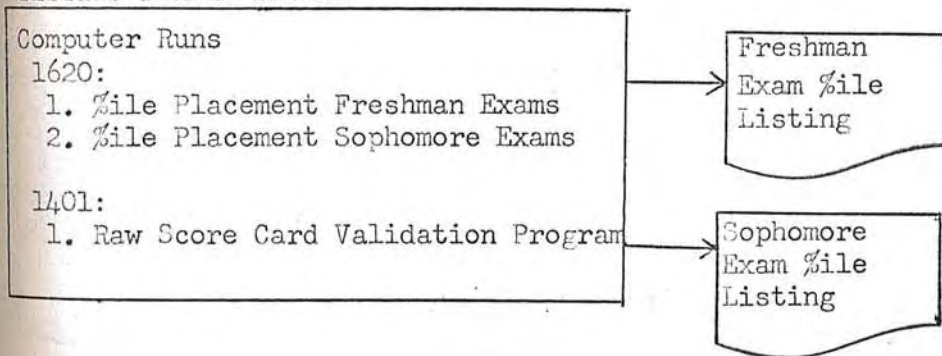 Computer Runs
1620:
1. %ile Placement Freshman Exams
2. %ile Placement Sophomore Exams
1401:
1. Raw Score Card Validation Program
Freshman
Exam %ile
Listing
Sophomore
Exam %ile
Listing